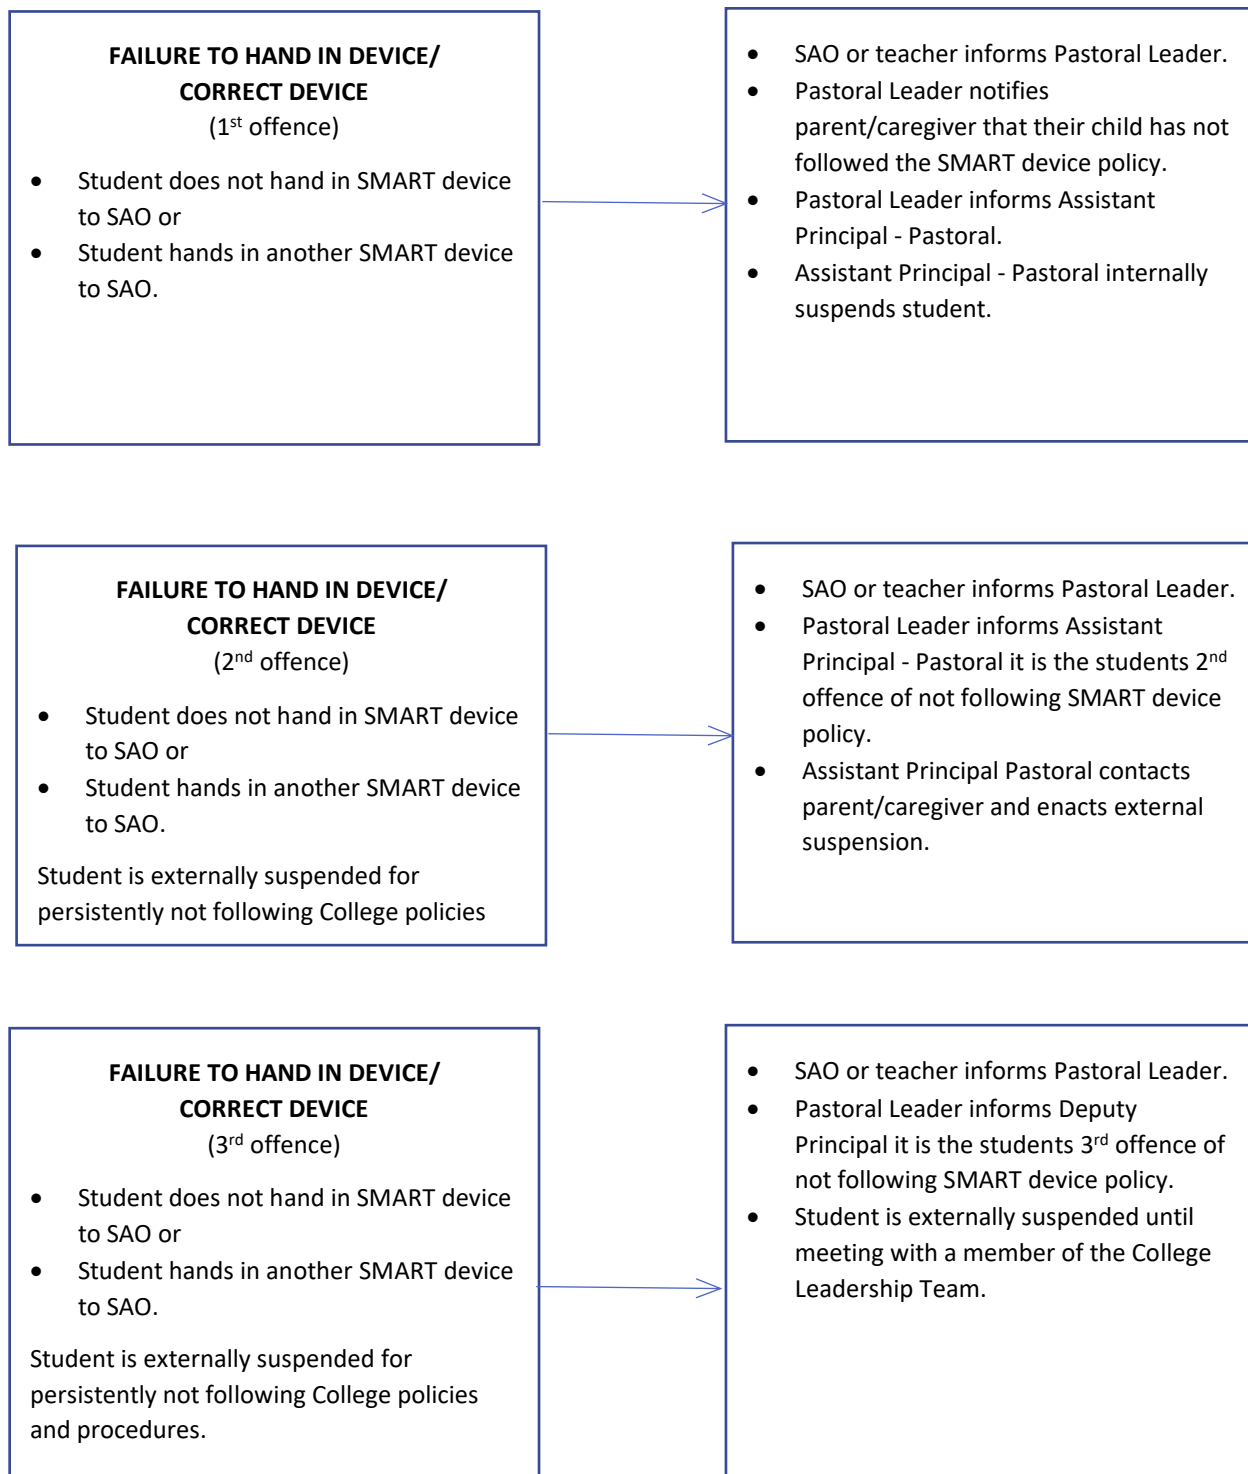 FAILURE TO HAND IN DEVICE/
CORRECT DEVICE
(1st offence)
• Student does not hand in SMART device
to SAO or
• Student hands in another SMART device
to SAO.
• SAO or teacher informs Pastoral Leader.
• Pastoral Leader notifies
parent/caregiver that their child has not
followed the SMART device policy.
• Pastoral Leader informs Assistant
Principal - Pastoral.
• Assistant Principal - Pastoral internally
suspends student.
FAILURE TO HAND IN DEVICE/
CORRECT DEVICE
(2nd offence)
• Student does not hand in SMART device
to SAO or
• Student hands in another SMART device
to SAO.
Student is externally suspended for
persistently not following College policies
• SAO or teacher informs Pastoral Leader.
• Pastoral Leader informs Assistant
Principal - Pastoral it is the students 2nd
offence of not following SMART device
policy.
• Assistant Principal Pastoral contacts
parent/caregiver and enacts external
suspension.
FAILURE TO HAND IN DEVICE/
CORRECT DEVICE
(3rd offence)
• Student does not hand in SMART device
to SAO or
• Student hands in another SMART device
to SAO.
Student is externally suspended for
persistently not following College policies
and procedures.
• SAO or teacher informs Pastoral Leader.
• Pastoral Leader informs Deputy
Principal it is the students 3rd offence of
not following SMART device policy.
• Student is externally suspended until
meeting with a member of the College
Leadership Team.